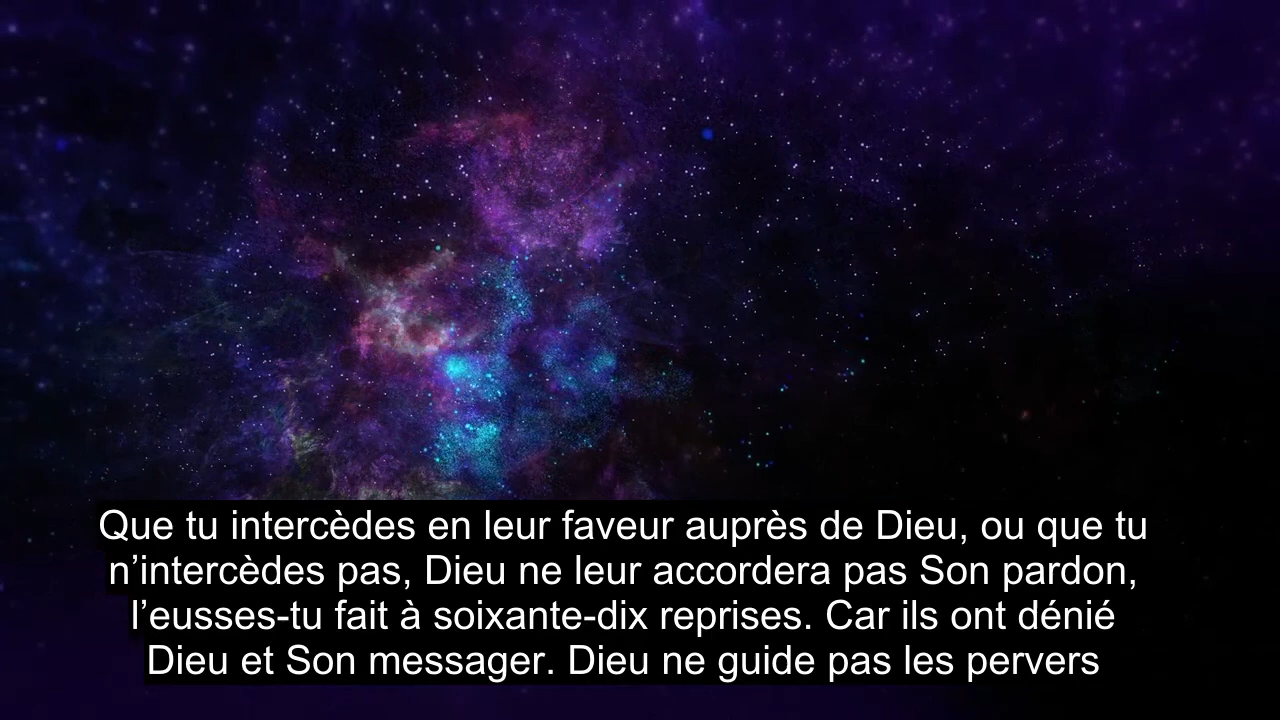 Que tu intercèdes en leur faveur auprès de Dieu, ou que tu
n’intercèdes pas, Dieu ne leur accordera pas Son pardon,
l’eusses-tu fait à soixante-dix reprises. Car ils ont dénié
Dieu et Son messager. Dieu ne guide pas les pervers